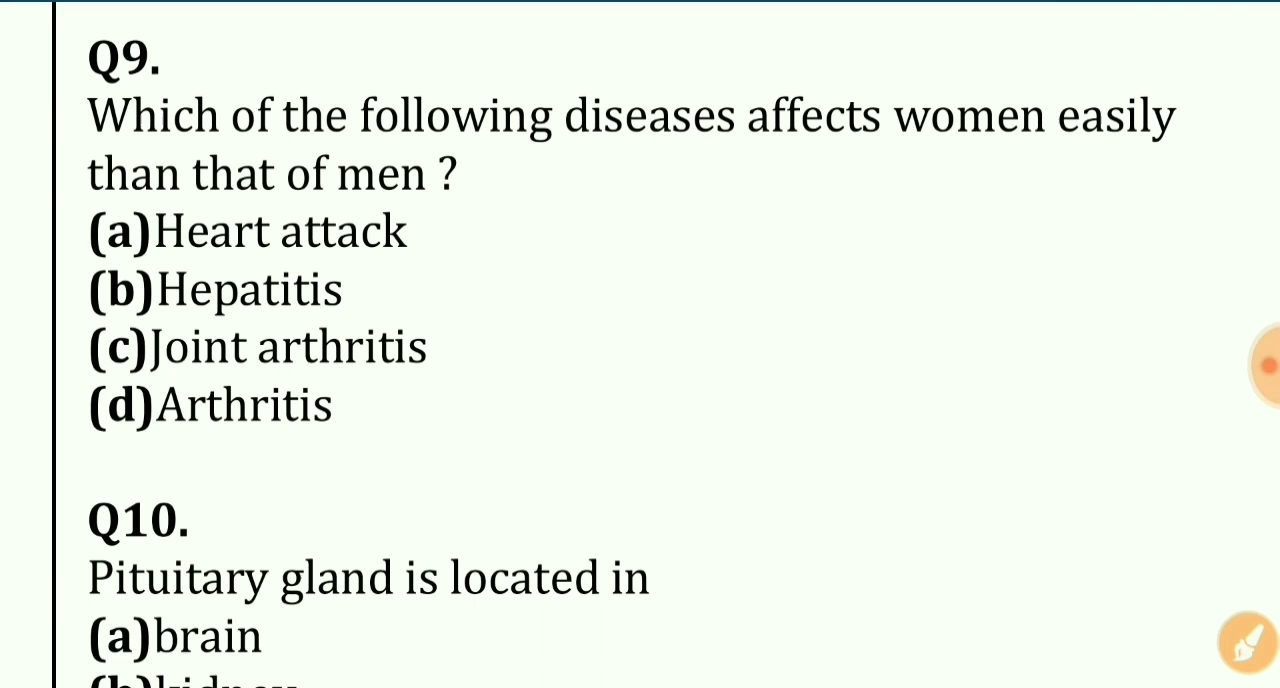 Q9.
Which of the following diseases affects women easily
than that of men ?
(a)Heart attack
(b)Hepatitis
(c)Joint arthritis
(d)Arthritis
Q10.
Pituitary gland is located in
(a)brain
(b)kidney